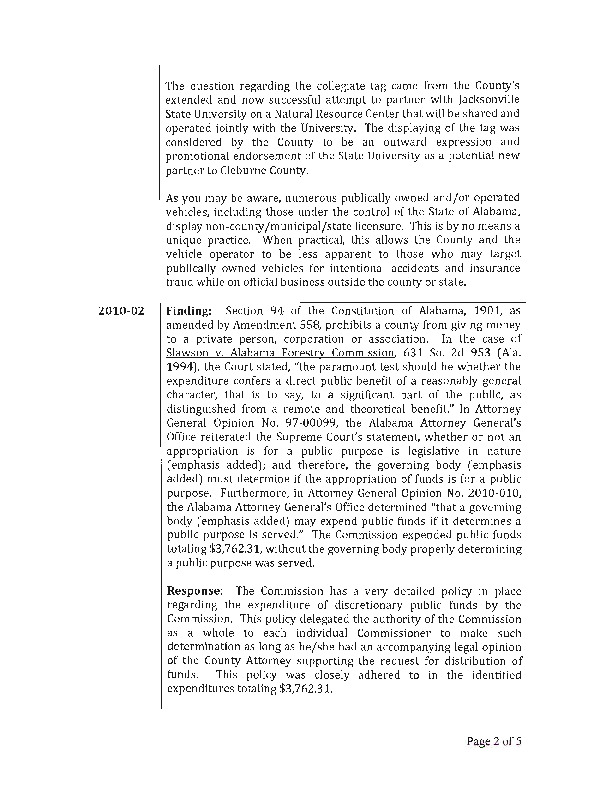 The question regarding the collegiate tag came from the County's
extended and now successful attempt to partner with Jacksonville
State University on a Natural Resource Center that will be shared and
operated jointly with the University. The displaying of the tag was
considered by the County to be an outward expression and
promotional endorsement of the State University as a potential new
partner to Cleburne County.
As you may be aware, numerous publically owned and/or operated
vehicles, including those under the control of the State of Alabama,
display non-county/municipal/state licensure. This is by no means a
unique practice. When practical, this allows the County and the
vehicle operator to be less apparent to those who may target
publically owned vehicles for intentional accidents and insurance
fraud while on official business outside the county or state.
2010-02 Finding: Section 94 of the Constitution of Alabama, 1901, as
amended by Amendment 558, prohibits a county from giving money
to a private person, corporation or association. In the case of
Slawson v. Alabama Forestry Commission, 631 So. 2d 953 (Ala.
1994), the Court stated, "the paramount test should be whether the
expenditure confers a direct public benefit of a reasonably general
character, that is to say, to a significant part of the public, as
distinguished from a remote and theoretical benefit." In Attorney
General Opinion No. 97-00099, the Alabama Attorney General's
Office reiterated the Supreme Court's statement, whether or not an
appropriation is for a public purpose is legislative in nature
(emphasis added); and therefore, the governing body (emphasis
added) must determine if the appropriation of funds is for a public
purpose. Furthermore, in Attorney General Opinion No. 2010-010,
the Alabama Attorney General's Office determined "that a governing
body (emphasis added) may expend public funds if it determines a
public purpose is served." The Commission expended public funds
totaling $3,762.31, without the governing body properly determining
a public purpose was served.
Response: The Commission has a very detailed policy in place
regarding the expenditure of discretionary public funds by the
Commission. This policy delegated the authority of the Commission
as a whole to each individual Commissioner to make such
determination as long as he/she had an accompanying legal opinion
of the County Attorney supporting the request for distribution of
funds. This policy was closely adhered to in the identified
expenditures totaling $3,762.31.
Page 2 of 5